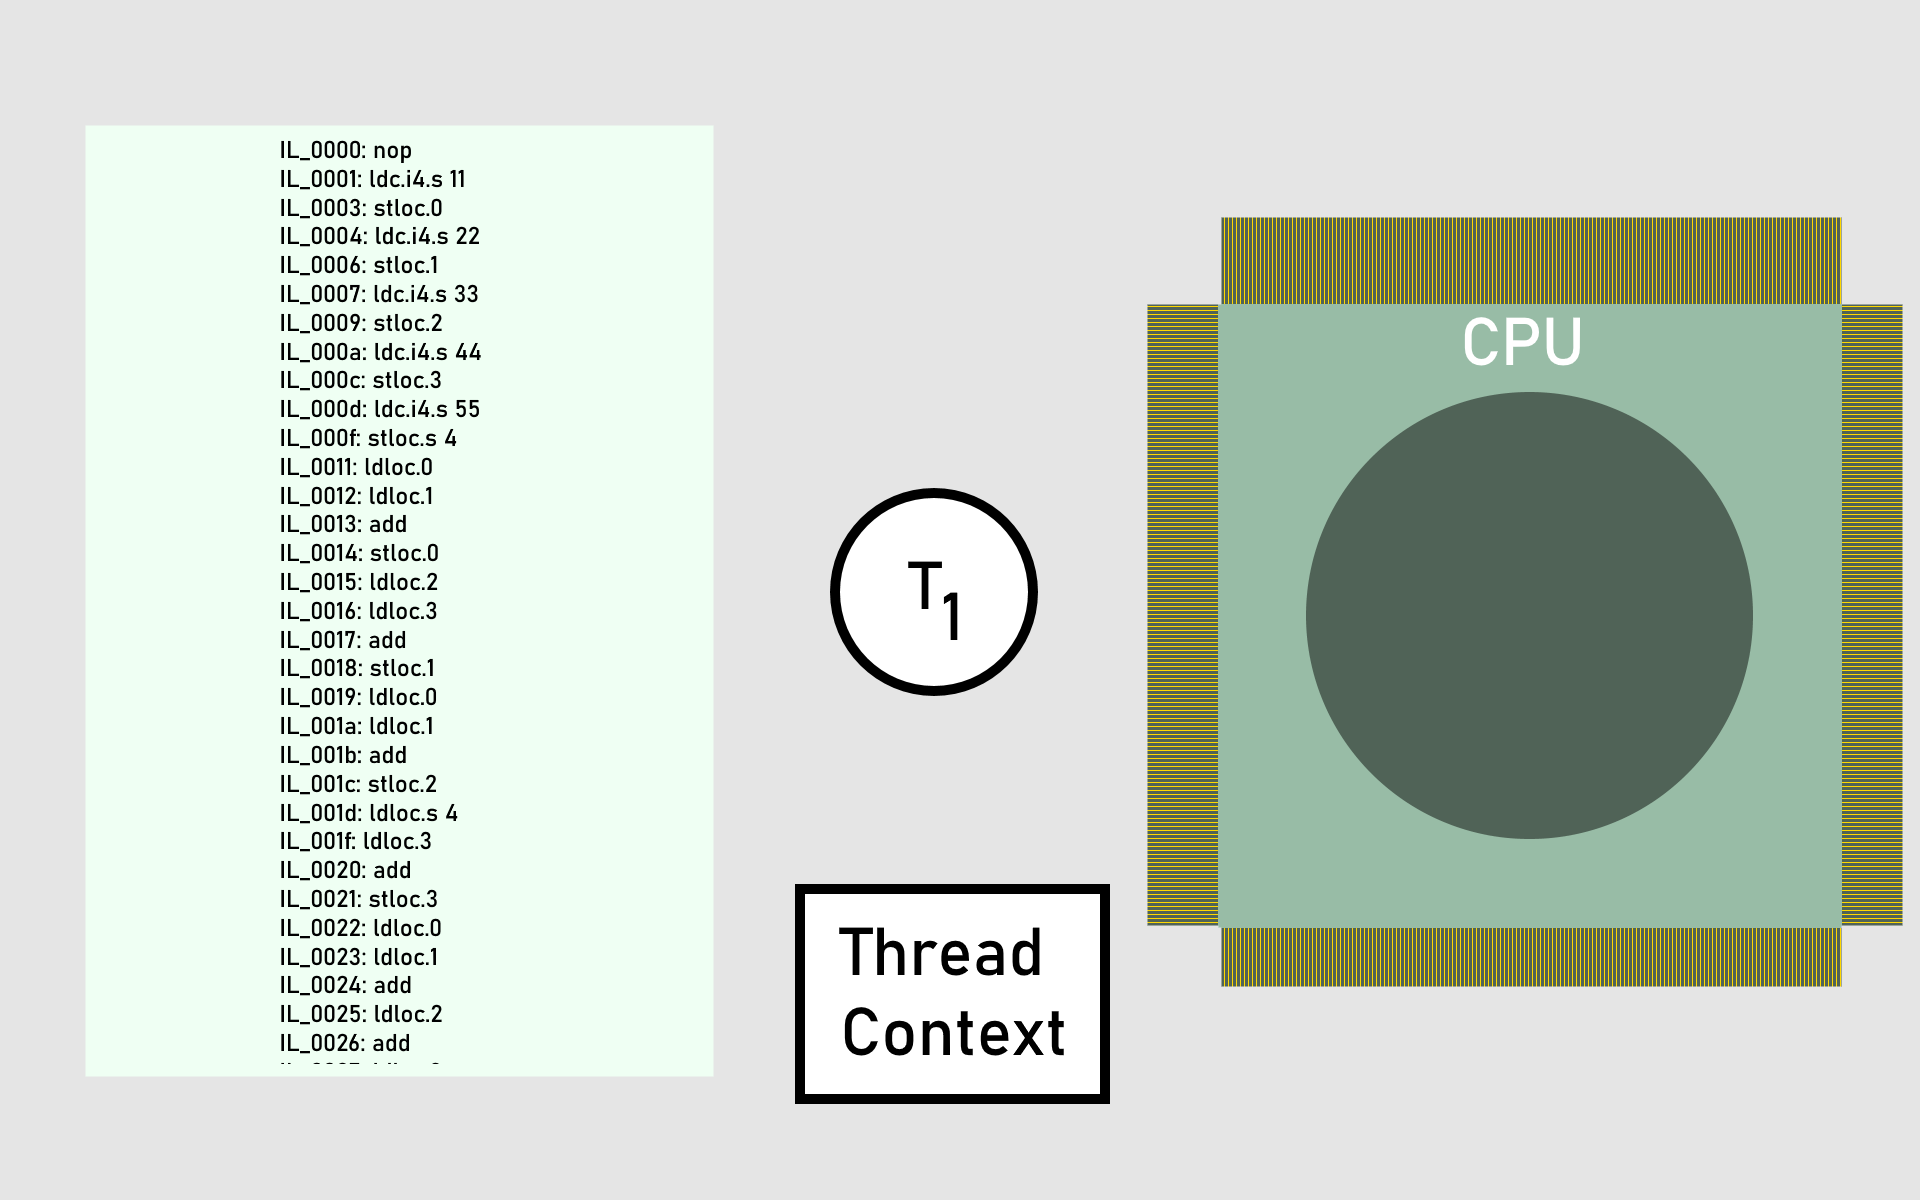 IL_0000: nop
IL_0001: ldc.i4.s 11
IL_0003: stloc.0
IL_0004: ldc.i4.s 22
IL_0006: stloc.1
IL_0007: ldc.i4.s 33
IL_0009: stloc.2
IL_000a: ldc.i4.s 44
IL_000c: stloc.3
IL_000d: ldc.i4.s 55
IL_000f: stloc.s 4
IL_0011: ldloc.0
IL_0012: ldloc.1
IL_0013: add
IL_0014: stloc.0
IL_0015: ldloc.2
IL_0016: ldloc.3
IL_0017: add
IL_0018: stloc.1
IL_0019: ldloc.0
IL_001a: ldloc.1
IL_001b: add
IL_001c: stloc.2
IL_001d: ldloc.s 4
IL_001f: ldloc.3
IL_0020: add
IL_0021: stloc.3
IL_0022: ldloc.0
IL_0023: ldloc.1
IL_0024: add
IL_0025: ldloc.2
IL_0026: add
T1
Thread
Context
CPU